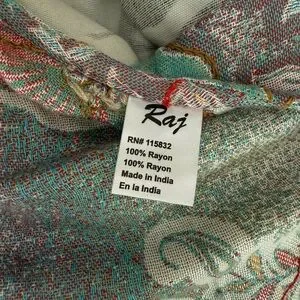 Raj
RN# 115832
100% Rayon
100% Rayon
Made in India
En la India